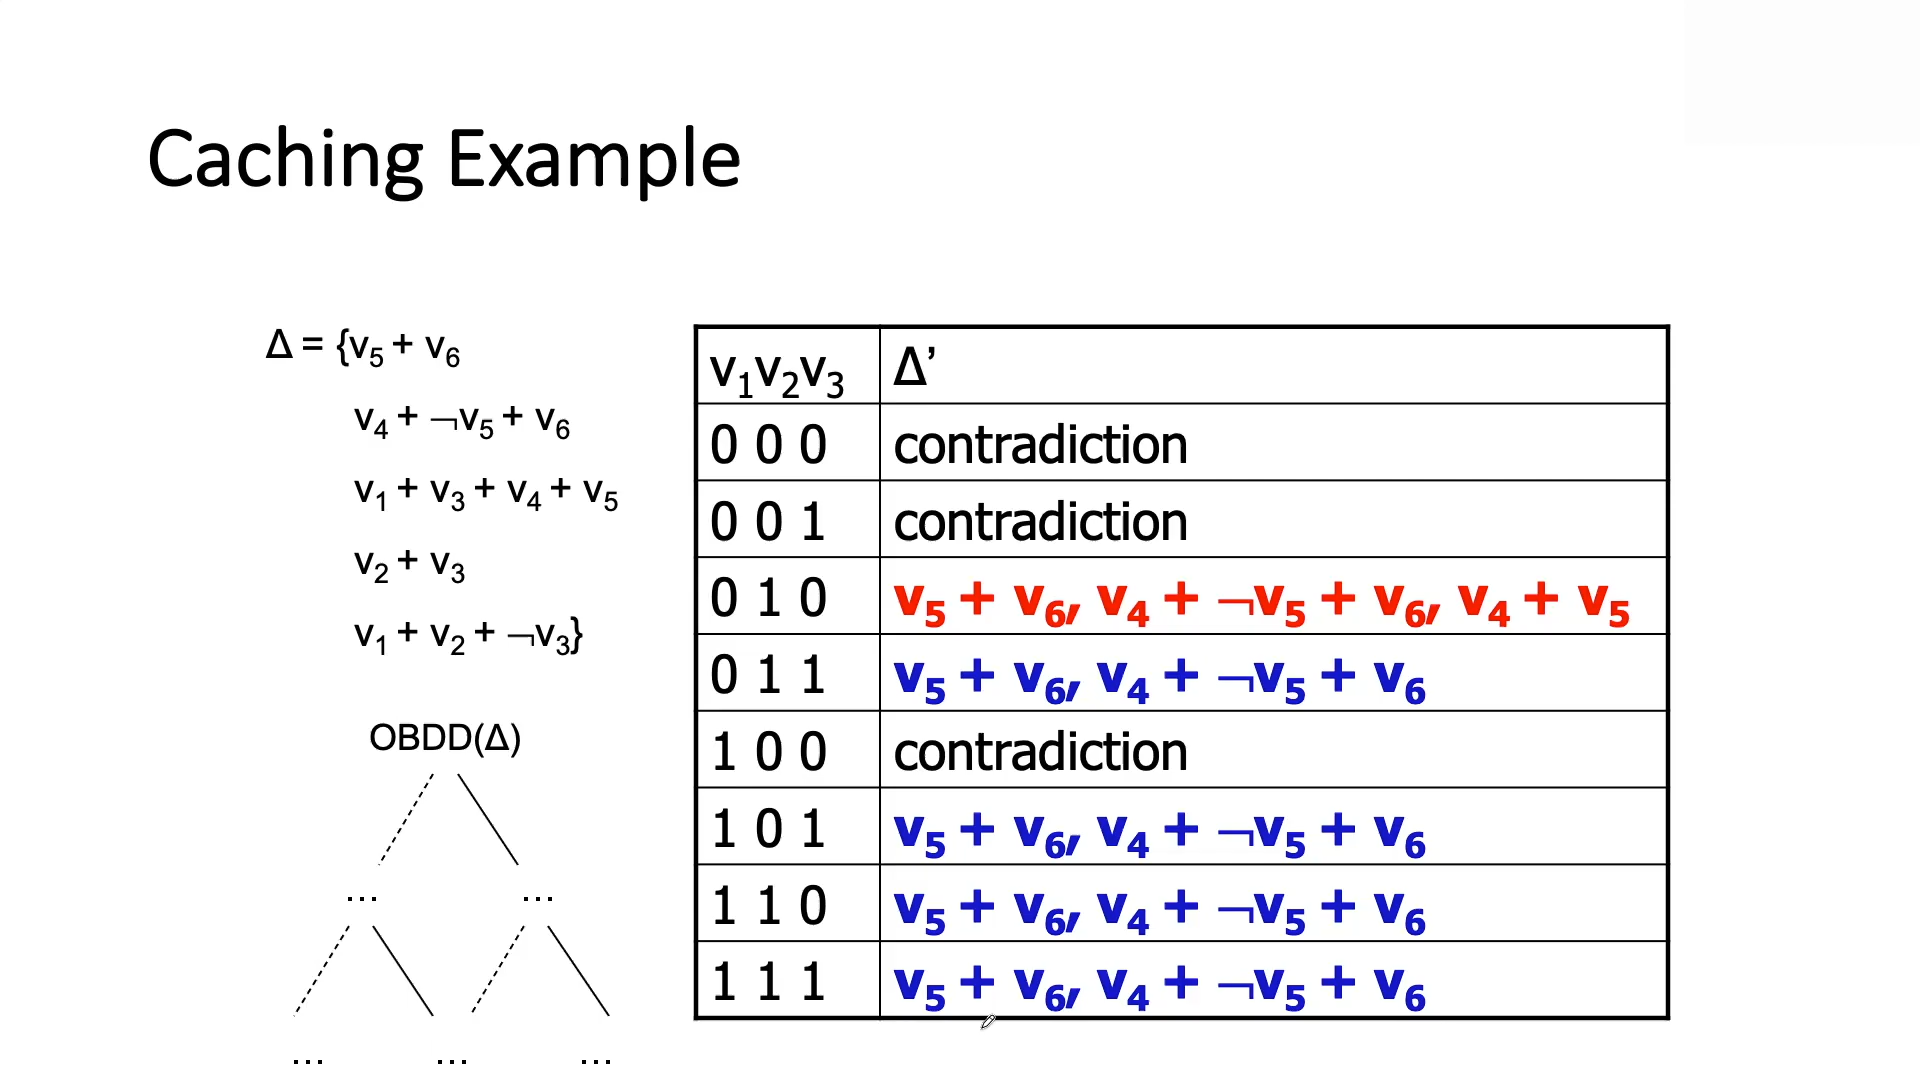 Caching Example
Δ = {v₅ + v₆
v₄ + ¬v₅ + v₆
v₁ + v₃ + v₄ + v₅
v₂ + v₃
v₁ + v₂ + ¬v₃}
OBDD(Δ)
... ...
... ... ...
v₁v₂v₃ Δ’
0 0 0 contradiction
0 0 1 contradiction
0 1 0 v₅ + v₆, v₄ + ¬v₅ + v₆, v₄ + v₅
0 1 1 v₅ + v₆, v₄ + ¬v₅ + v₆
1 0 0 contradiction
1 0 1 v₅ + v₆, v₄ + ¬v₅ + v₆
1 1 0 v₅ + v₆, v₄ + ¬v₅ + v₆
1 1 1 v₅ + v₆, v₄ + ¬v₅ + v₆